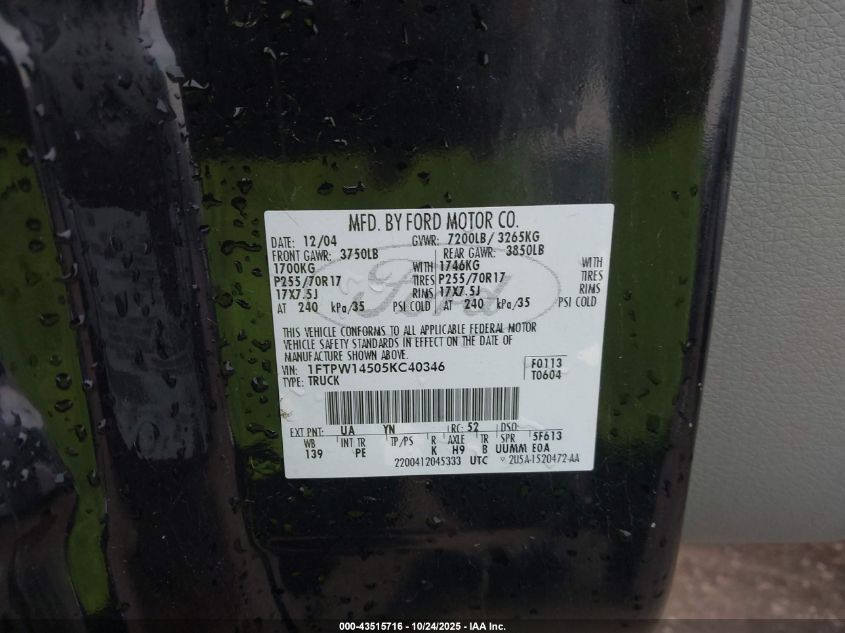 MFD. BY FORD MOTOR CO.
DATE: 12/04 GVWR: 7200LB/ 3265KG
FRONT GAWR: 3750LB REAR GAWR: 3850LB
1700KG WITH 1746KG WITH
P255/70R17 TIRES P255/70R17 TIRES
17X7.5J RIMS 17X7.5J RIMS
AT 240 kPa/35 PSI COLD AT 240 kPa/35 PSI COLD
Ford
THIS VEHICLE CONFORMS TO ALL APPLICABLE FEDERAL MOTOR
VEHICLE SAFETY STANDARDS IN EFFECT ON THE DATE OF
MANUFACTURE SHOWN ABOVE.
VIN: 1FTPW14505KC40346 F0113
TYPE: TRUCK T0604
EXT PNT: UA YN RC: 52 DSO:
WB INT TR TP/PS R AXLE TR SPR 5F613
139 PE K H9 B UUMM EOA
2200412045333 UTC 2U5A-1520472-AA
000-43515716 - 10/24/2025 - IAA Inc.